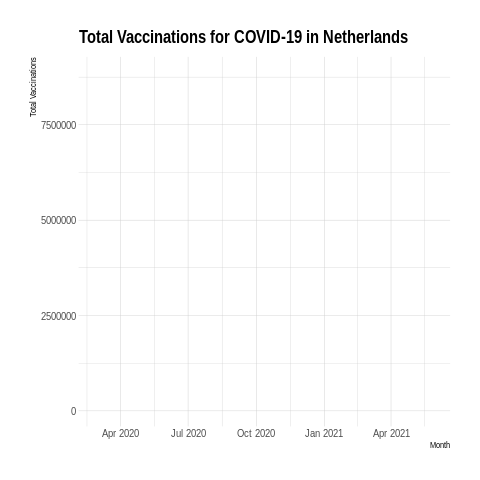 Total Vaccinations for COVID-19 in Netherlands
Total Vaccinations
7500000
5000000
2500000
0
Apr 2020 Jul 2020 Oct 2020 Jan 2021 Apr 2021
Month